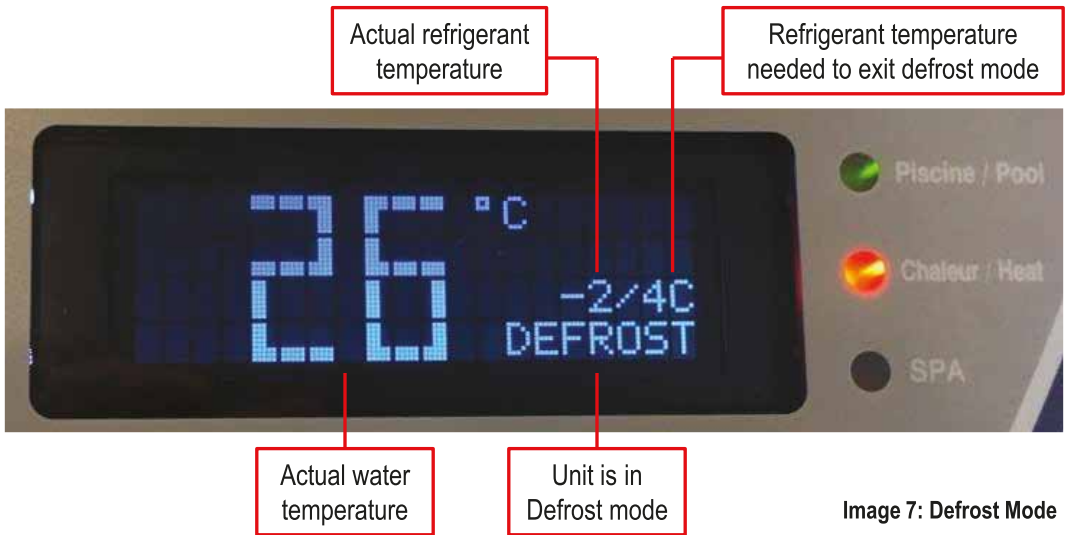 Actual refrigerant
temperature
Refrigerant temperature
needed to exit defrost mode
26 °C
-2/4C
DEFROST
Piscine / Pool
Chaleur / Heat
SPA
Actual water
temperature
Unit is in
Defrost mode
Image 7: Defrost Mode